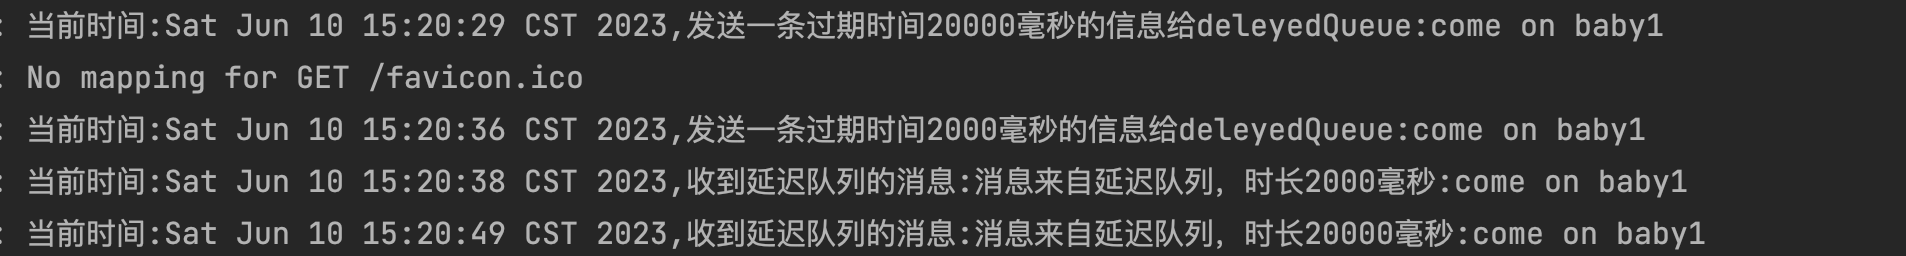 : 当前时间:Sat Jun 10 15:20:29 CST 2023,发送一条过期时间20000毫秒的信息给deleyedQueue:come on baby1
: No mapping for GET /favicon.ico
: 当前时间:Sat Jun 10 15:20:36 CST 2023,发送一条过期时间2000毫秒的信息给deleyedQueue:come on baby1
: 当前时间:Sat Jun 10 15:20:38 CST 2023,收到延迟队列的消息:消息来自延迟队列，时长2000毫秒:come on baby1
: 当前时间:Sat Jun 10 15:20:49 CST 2023,收到延迟队列的消息:消息来自延迟队列，时长20000毫秒:come on baby1